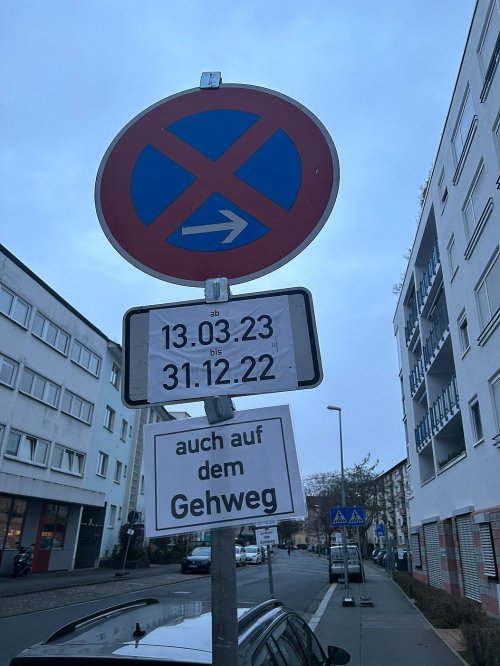 ab
13.03.23
bis
31.12.22
auch auf
dem
Gehweg